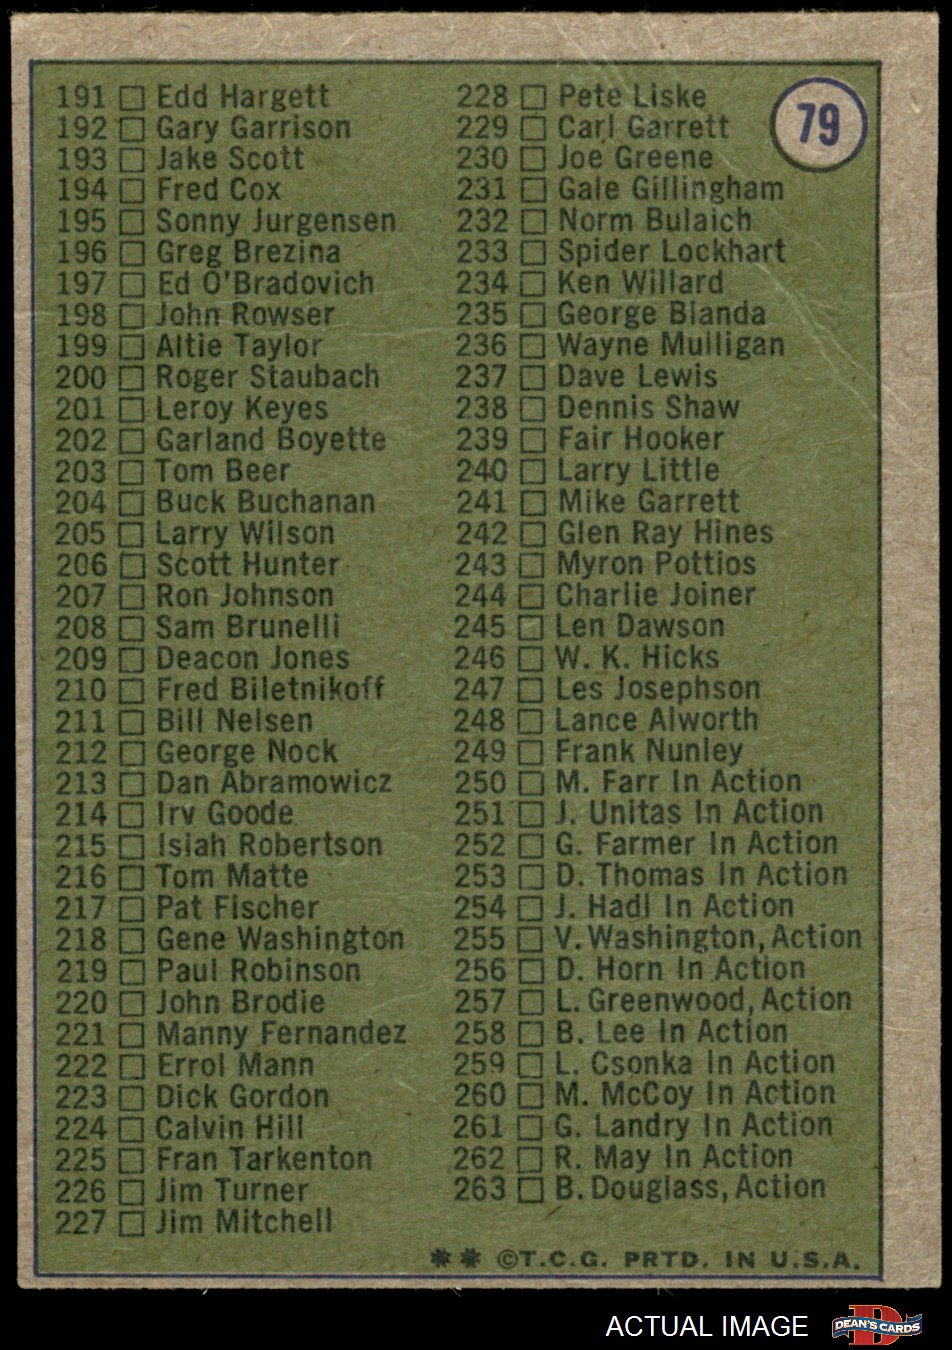 191 □ Edd Hargett
192 □ Gary Garrison
193 □ Jake Scott
194 □ Fred Cox
195 □ Sonny Jurgensen
196 □ Greg Brezina
197 □ Ed O'Bradovich
198 □ John Rowser
199 □ Altie Taylor
200 □ Roger Staubach
201 □ Leroy Keyes
202 □ Garland Boyette
203 □ Tom Beer
204 □ Buck Buchanan
205 □ Larry Wilson
206 □ Scott Hunter
207 □ Ron Johnson
208 □ Sam Brunelli
209 □ Deacon Jones
210 □ Fred Biletnikoff
211 □ Bill Nelsen
212 □ George Nock
213 □ Dan Abramowicz
214 □ Irv Goode
215 □ Isiah Robertson
216 □ Tom Matte
217 □ Pat Fischer
218 □ Gene Washington
219 □ Paul Robinson
220 □ John Brodie
221 □ Manny Fernandez
222 □ Errol Mann
223 □ Dick Gordon
224 □ Calvin Hill
225 □ Fran Tarkenton
226 □ Jim Turner
227 □ Jim Mitchell
228 □ Pete Liske
229 □ Carl Garrett
230 □ Joe Greene
231 □ Gale Gillingham
232 □ Norm Bulaich
233 □ Spider Lockhart
234 □ Ken Willard
235 □ George Blanda
236 □ Wayne Mulligan
237 □ Dave Lewis
238 □ Dennis Shaw
239 □ Fair Hooker
240 □ Larry Little
241 □ Mike Garrett
242 □ Glen Ray Hines
243 □ Myron Pottios
244 □ Charlie Joiner
245 □ Len Dawson
246 □ W. K. Hicks
247 □ Les Josephson
248 □ Lance Alworth
249 □ Frank Nunley
250 □ M. Farr In Action
251 □ J. Unitas In Action
252 □ G. Farmer In Action
253 □ D. Thomas In Action
254 □ J. Hadl In Action
255 □ V. Washington, Action
256 □ D. Horn In Action
257 □ L. Greenwood, Action
258 □ B. Lee In Action
259 □ L. Csonka In Action
260 □ M. McCoy In Action
261 □ G. Landry In Action
262 □ R. May In Action
263 □ B. Douglass, Action
79
** ©T.C.G. PRTD. IN U.S.A.
ACTUAL IMAGE
D
DEAN'S CARDS